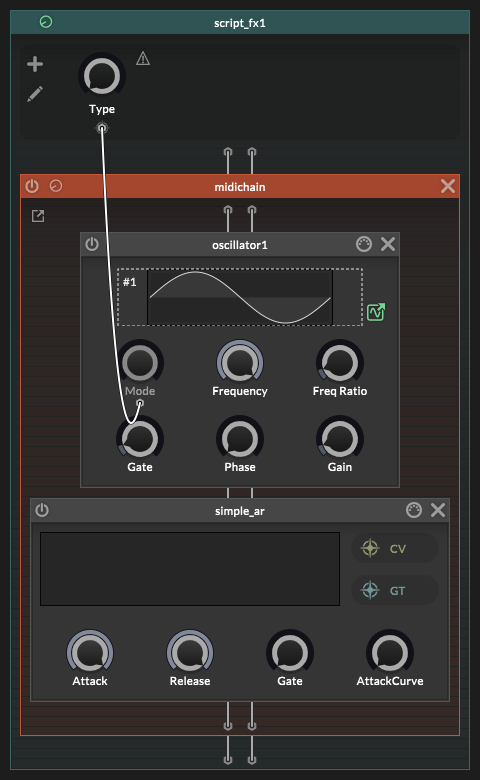 script_fx1
Type
midichain
oscillator1
#1
Mode
Frequency
Freq Ratio
Gate
Phase
Gain
simple_ar
CV
GT
Attack
Release
Gate
AttackCurve